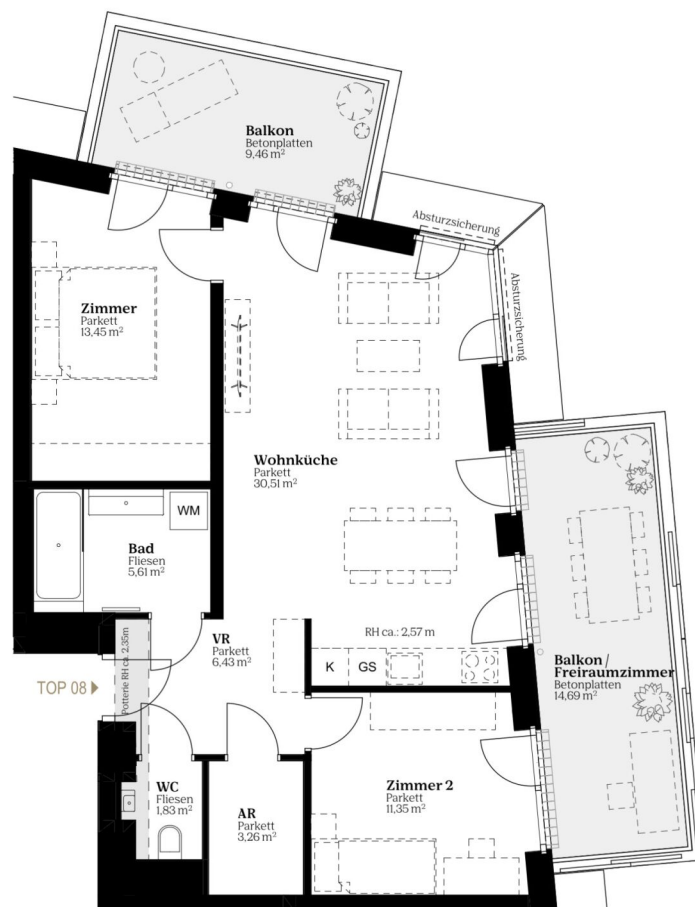 Balkon
Betonplatten
9,46 m²
Absturzsicherung
Absturzsicherung
Zimmer
Parkett
13,45 m²
Wohnküche
Parkett
30,51 m²
WM
Bad
Fliesen
5,61 m²
RH ca.: 2,57 m
VR
Parkett
6,43 m²
K
GS
Potterie RH ca. 2,35m
TOP 08
Balkon/
Freiraumzimmer
Betonplatten
14,69 m²
WC
Fliesen
1,83 m²
AR
Parkett
3,26 m²
Zimmer 2
Parkett
11,35 m²